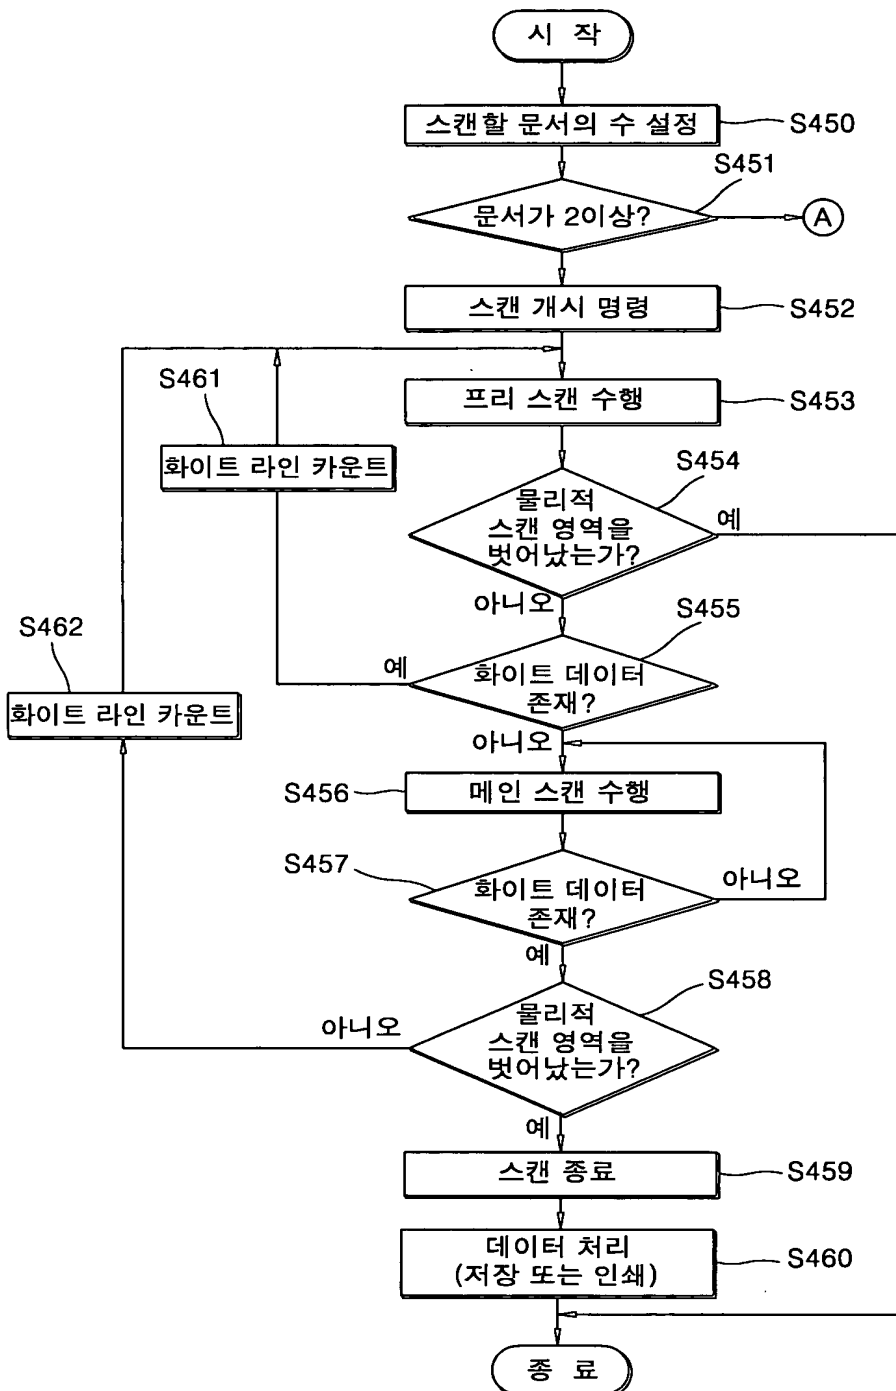 시 작
스캔할 문서의 수 설정
S450
S451
문서가 2이상?
A
스캔 개시 명령
S452
S461
프리 스캔 수행
S453
화이트 라인 카운트
S454
물리적
스캔 영역을
벗어났는가?
예
아니오
S455
S462
예
화이트 데이터
존재?
화이트 라인 카운트
아니오
S456
메인 스캔 수행
S457
화이트 데이터
존재?
아니오
예
S458
아니오
물리적
스캔 영역을
벗어났는가?
예
스캔 종료
S459
데이터 처리
(저장 또는 인쇄)
S460
종 료